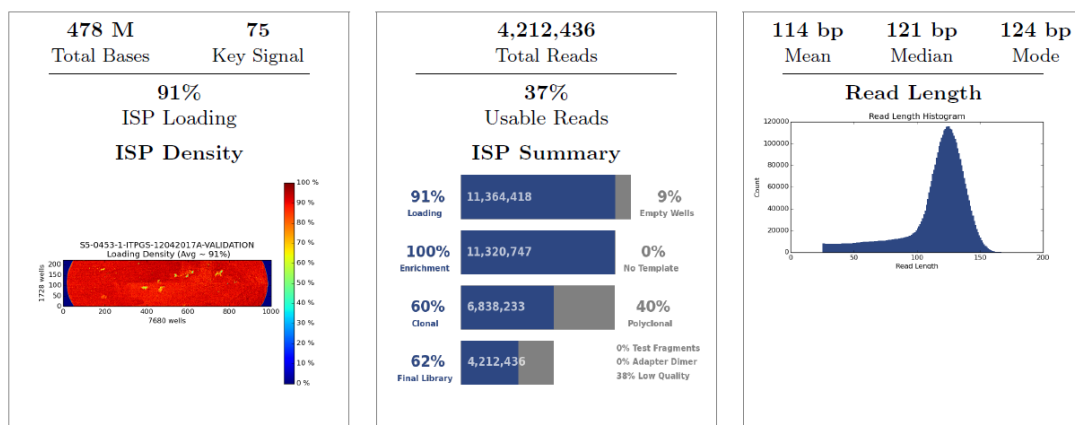 478 M
Total Bases
75
Key Signal
91%
ISP Loading
ISP Density
100 %
90 %
80 %
70 %
60 %
50 %
40 %
30 %
20 %
10 %
0 %
S5-0453-1-ITPG5-12042017A-VALIDATION
Loading Density (Avg ~ 91%)
1728 wells
200
150
100
50
0
0 200 400 600 800 1000
7680 wells
4,212,436
Total Reads
37%
Usable Reads
ISP Summary
91%
Loading
11,364,418
9%
Empty Wells
100%
Enrichment
11,320,747
0%
No Template
60%
Clonal
6,838,233
40%
Polyclonal
62%
Final Library
4,212,436
0% Test Fragments
0% Adapter Dimer
38% Low Quality
114 bp
Mean
121 bp
Median
124 bp
Mode
Read Length
Read Length Histogram
Count
120000
100000
80000
60000
40000
20000
0
0 50 100 150 200
Read Length